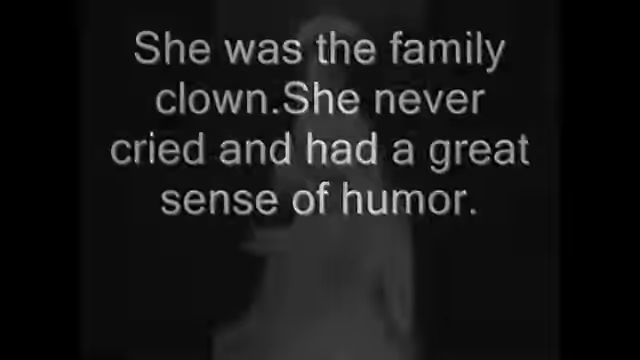 She was the family
clown.She never
cried and had a great
sense of humor.